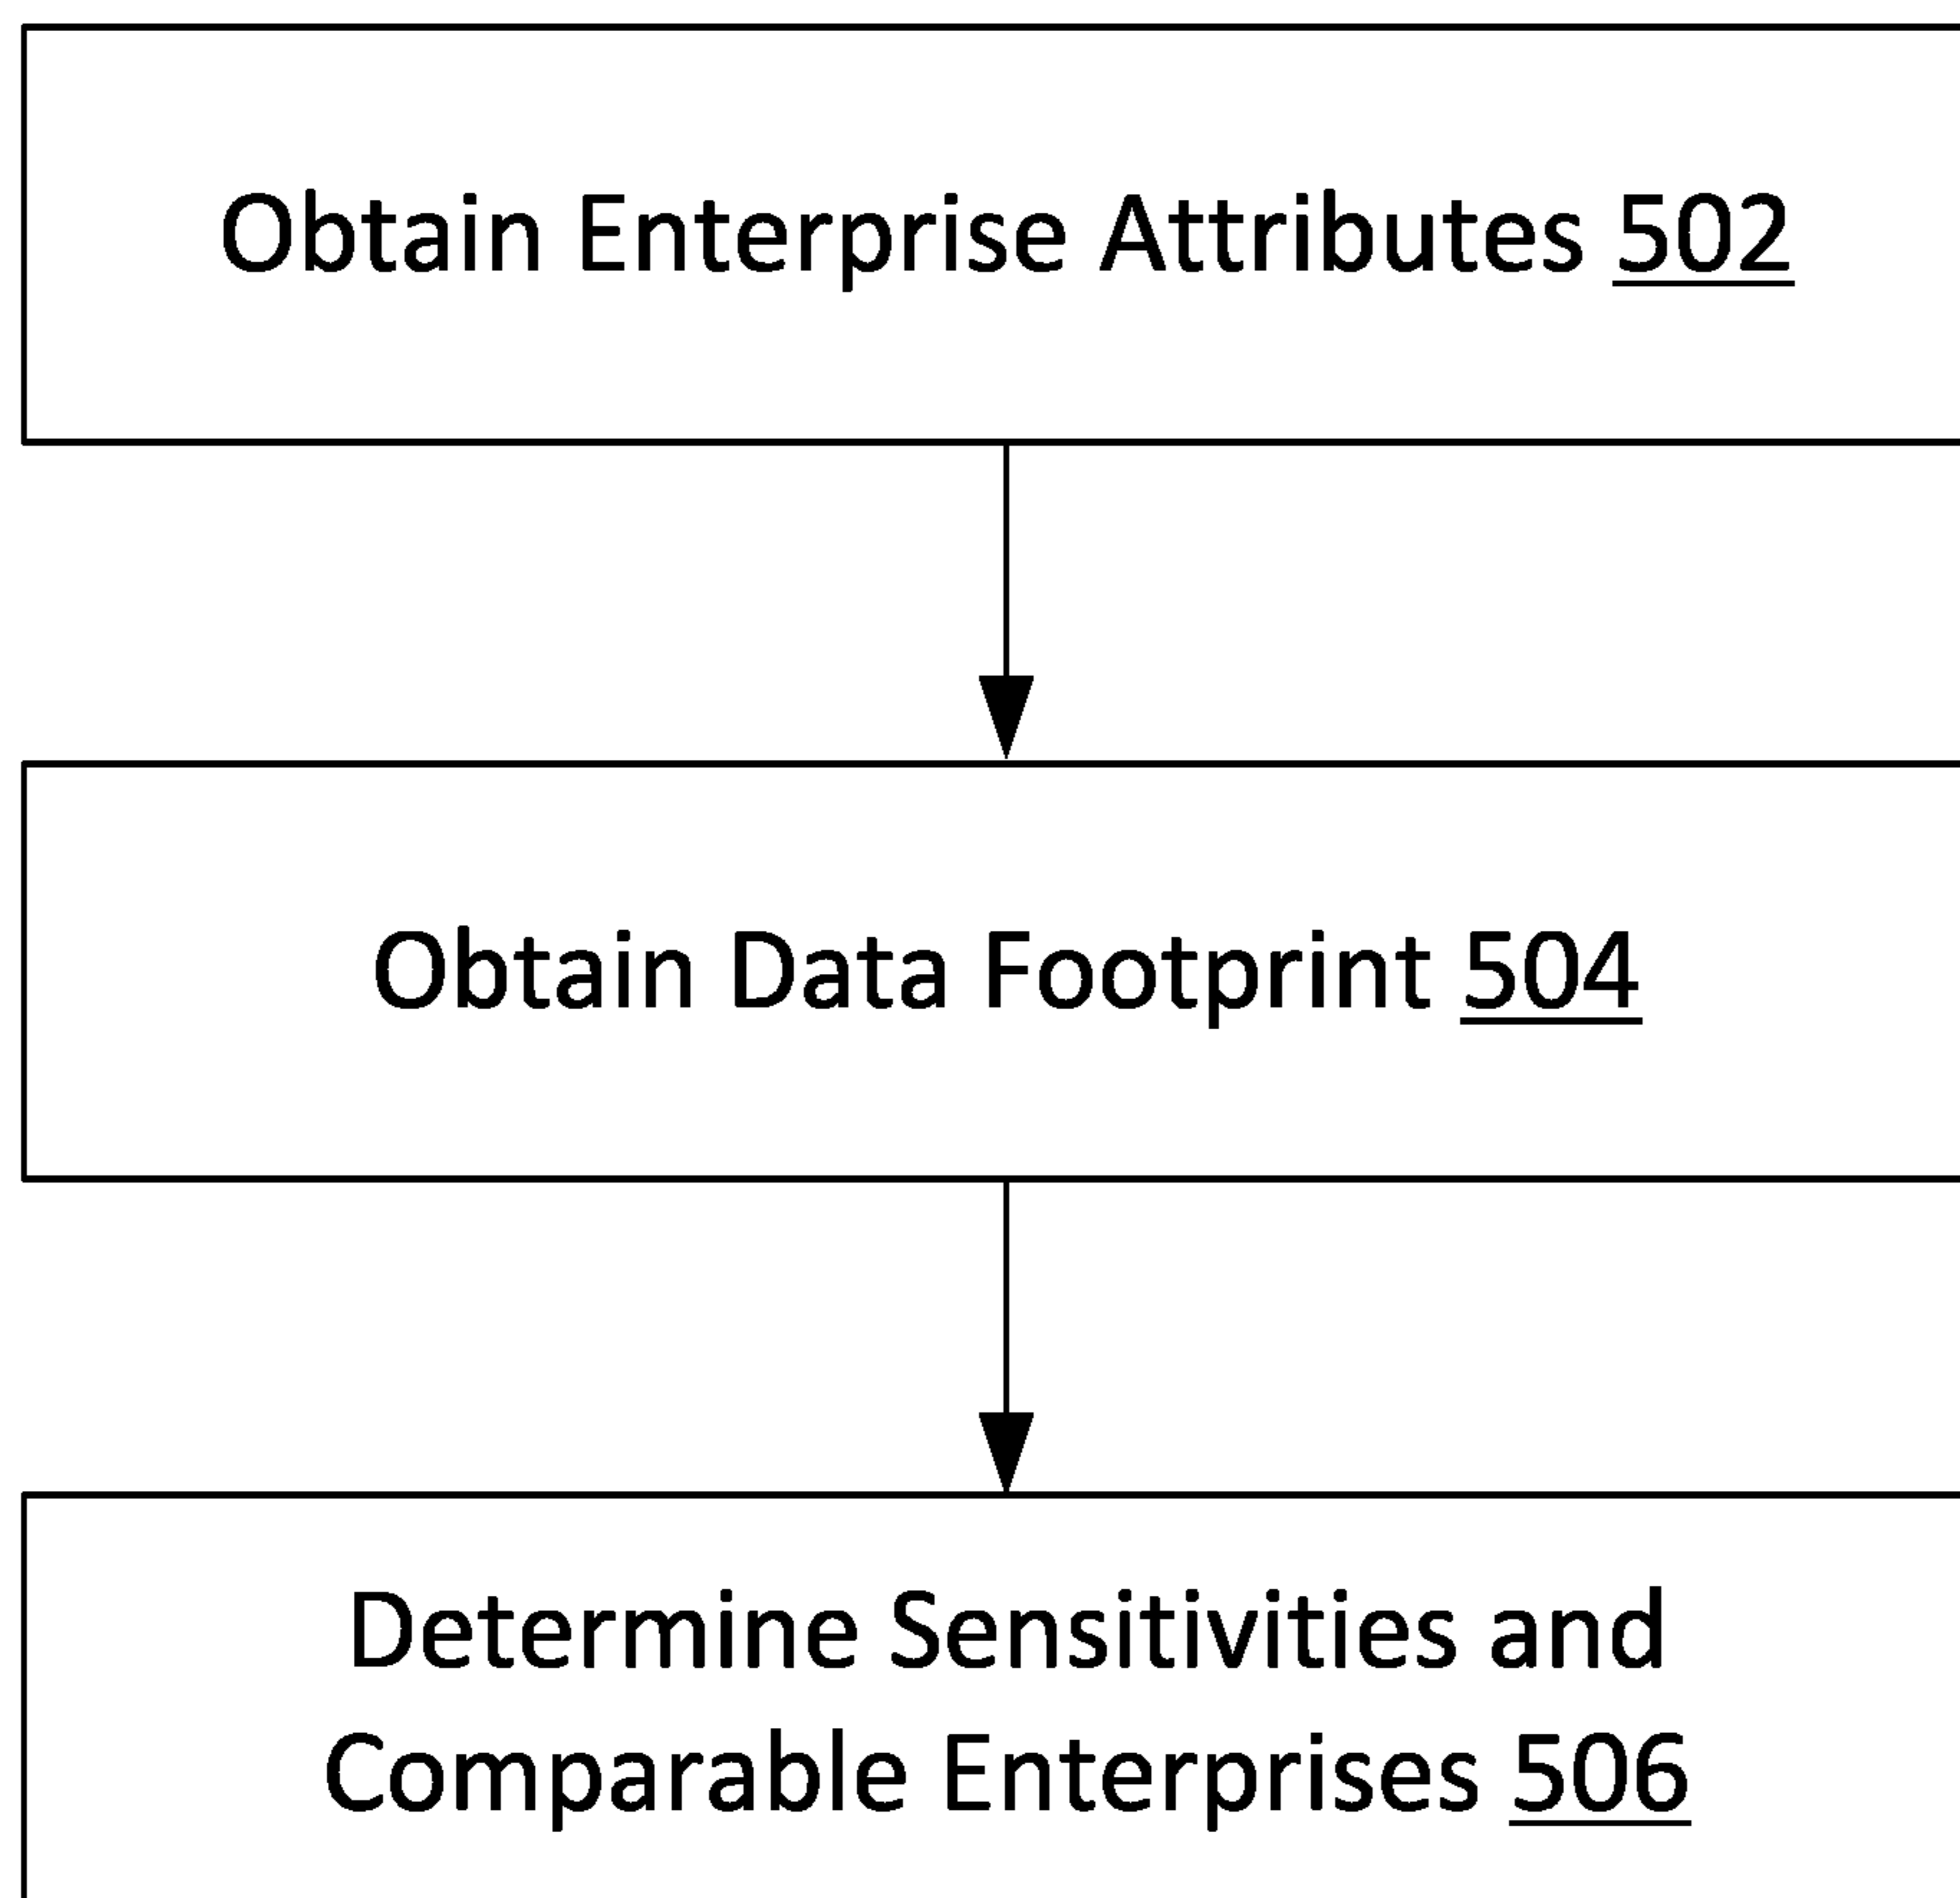 Obtain Enterprise Attributes 502
Obtain Data Footprint 504
Determine Sensitivities and
Comparable Enterprises 506